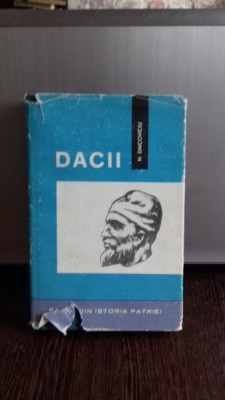 DACII
H. DAICOVICIU
DIN ISTORIA PATRIEI